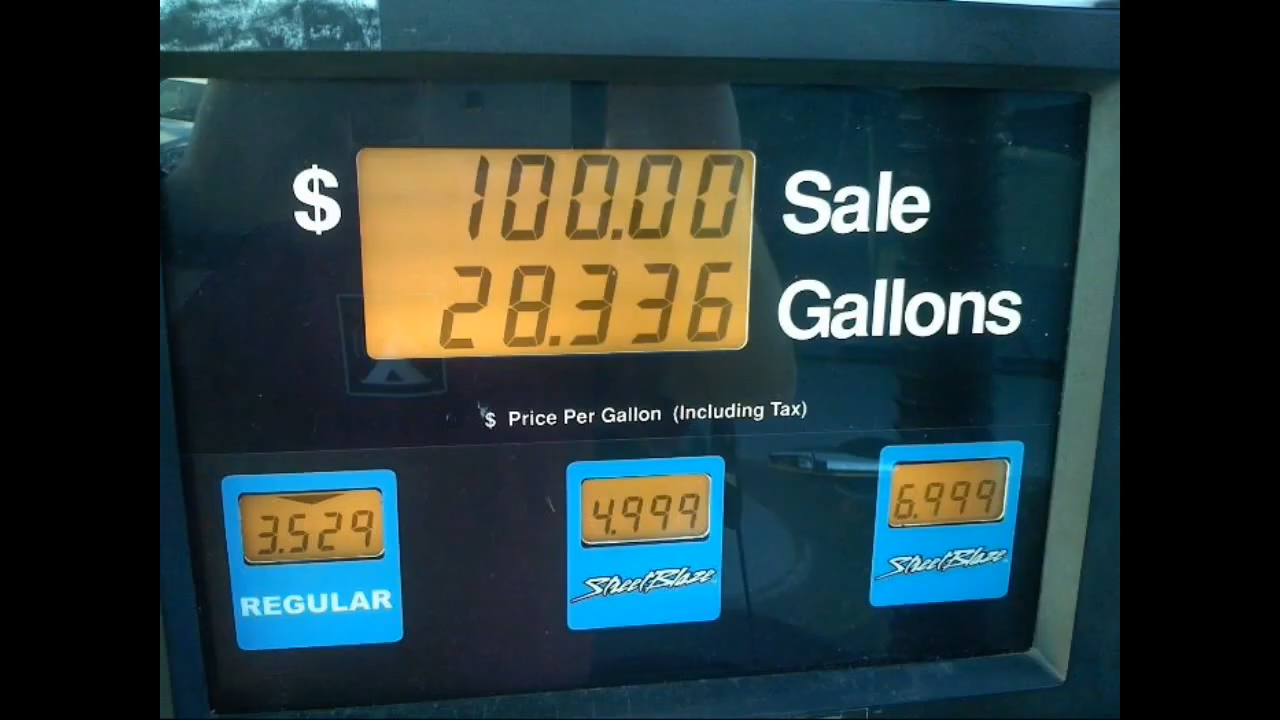 $ 100.00 Sale
28.336 Gallons
$ Price Per Gallon (Including Tax)
3.529 4.999 6.999
REGULAR StreetBlaze StreetBlaze